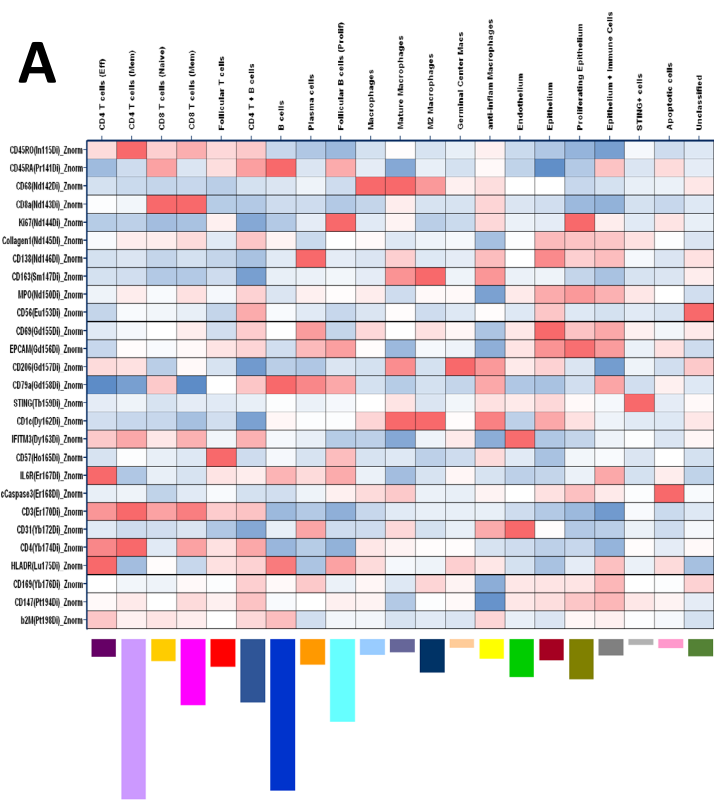 A
CD4 T cells (Eff)
CD4 T cells (Mem)
CD8 T cells (Naive)
CD8 T cells (Mem)
Follicular T cells
CD4 T + B cells
B cells
Plasma cells
Follicular B cells (Prolif)
Macrophages
Mature Macrophages
M2 Macrophages
Germinal Center Macs
anti-inflam Macrophages
Endothelium
Epithelium
Proliferating Epithelium
Epithelium + Immune Cells
STING+ cells
Apoptotic cells
Unclassified
CD45RO(In115Di)_Znorm
CD45RA(Pr141Di)_Znorm
CD68(Nd142Di)_Znorm
CD8a(Nd143Di)_Znorm
Ki67(Nd144Di)_Znorm
Collagen1(Nd145Di)_Znorm
CD138(Nd146Di)_Znorm
CD163(Sm147Di)_Znorm
MPO(Nd150Di)_Znorm
CD56(Eu153Di)_Znorm
CD69(Gd155Di)_Znorm
EPCAM(Gd156Di)_Znorm
CD206(Gd157Di)_Znorm
CD79a(Gd158Di)_Znorm
STING(Tb159Di)_Znorm
CD1c(Dy162Di)_Znorm
IFITM3(Dy163Di)_Znorm
CD57(Ho165Di)_Znorm
IL6R(Er167Di)_Znorm
cCaspase3(Er168Di)_Znorm
CD3(Er170Di)_Znorm
CD31(Yb172Di)_Znorm
CD4(Yb174Di)_Znorm
HLADR(Lu175Di)_Znorm
CD169(Yb176Di)_Znorm
CD147(Pt194Di)_Znorm
b2M(Pt198Di)_Znorm